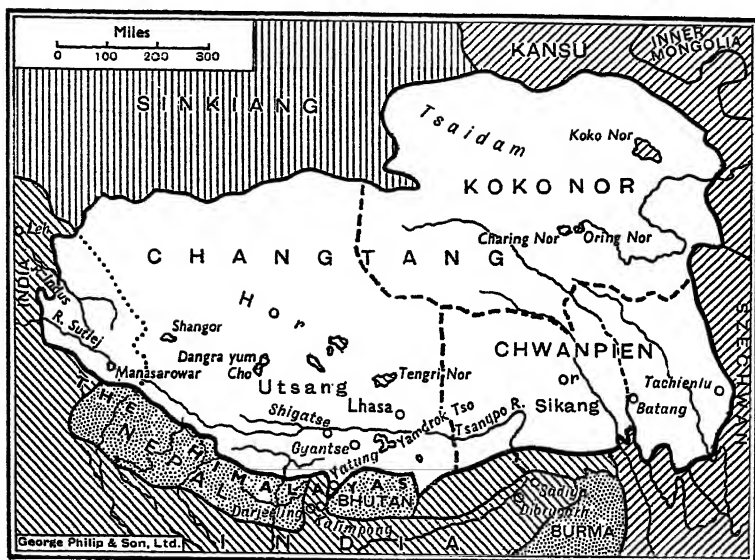 Miles
0 100 200 300
KANSU
INNER
MONGOLIA
SINKIANG
Tsaidam
Koko Nor
KOKO NOR
Leh
INDIA
R. Indus
R. Sutlej
CHANGTANG
Charing Nor
Oring Nor
Hor
Shangor
Dangra yum
Cho
Manasarowar
Utsang
Tengri Nor
Lhasa
CHWANPIEN
or
Sikang
Tachienlu
Batang
SZECHWAN
Shigatse
Gyantse
Yamdrok Tso
Tsangpo R.
Yatung
THE HIMALAYAS
NEPAL
BHUTAN
Darjeeling
Kalimpong
Sadiya
Dibrugarh
INDIA
BURMA
George Philip & Son, Ltd.